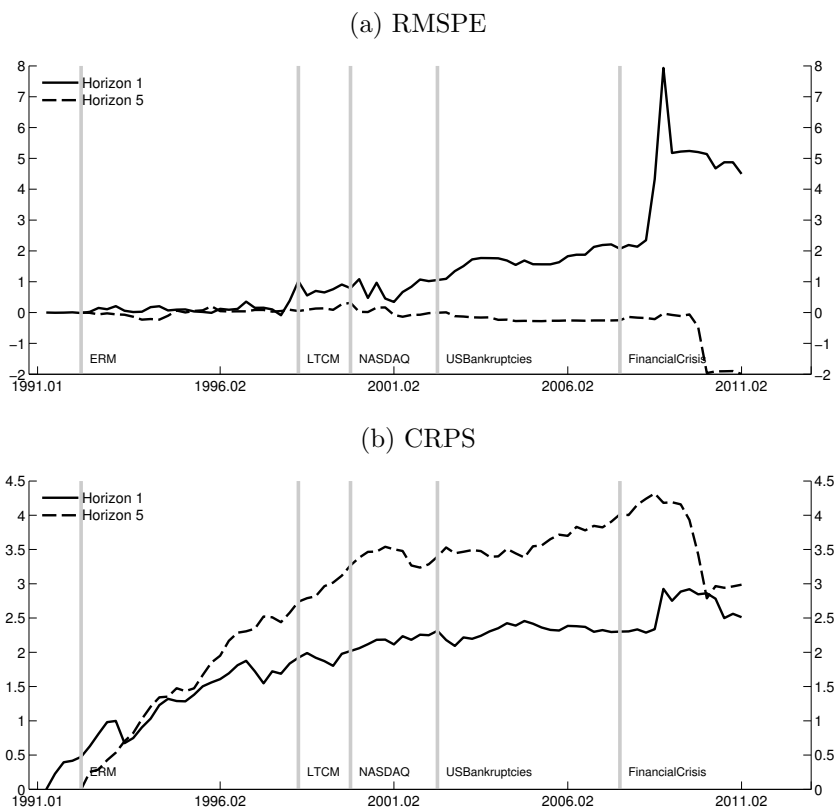 (a) RMSPE
8 8
7 7
6 6
5 5
4 4
3 3
2 2
1 1
0 0
−1 −1
−2 −2
Horizon 1
Horizon 5
ERM LTCM NASDAQ USBankruptcies FinancialCrisis
1991.01 1996.02 2001.02 2006.02 2011.02
(b) CRPS
4.5 4.5
4 4
3.5 3.5
3 3
2.5 2.5
2 2
1.5 1.5
1 1
0.5 0.5
0 0
Horizon 1
Horizon 5
ERM LTCM NASDAQ USBankruptcies FinancialCrisis
1991.01 1996.02 2001.02 2006.02 2011.02